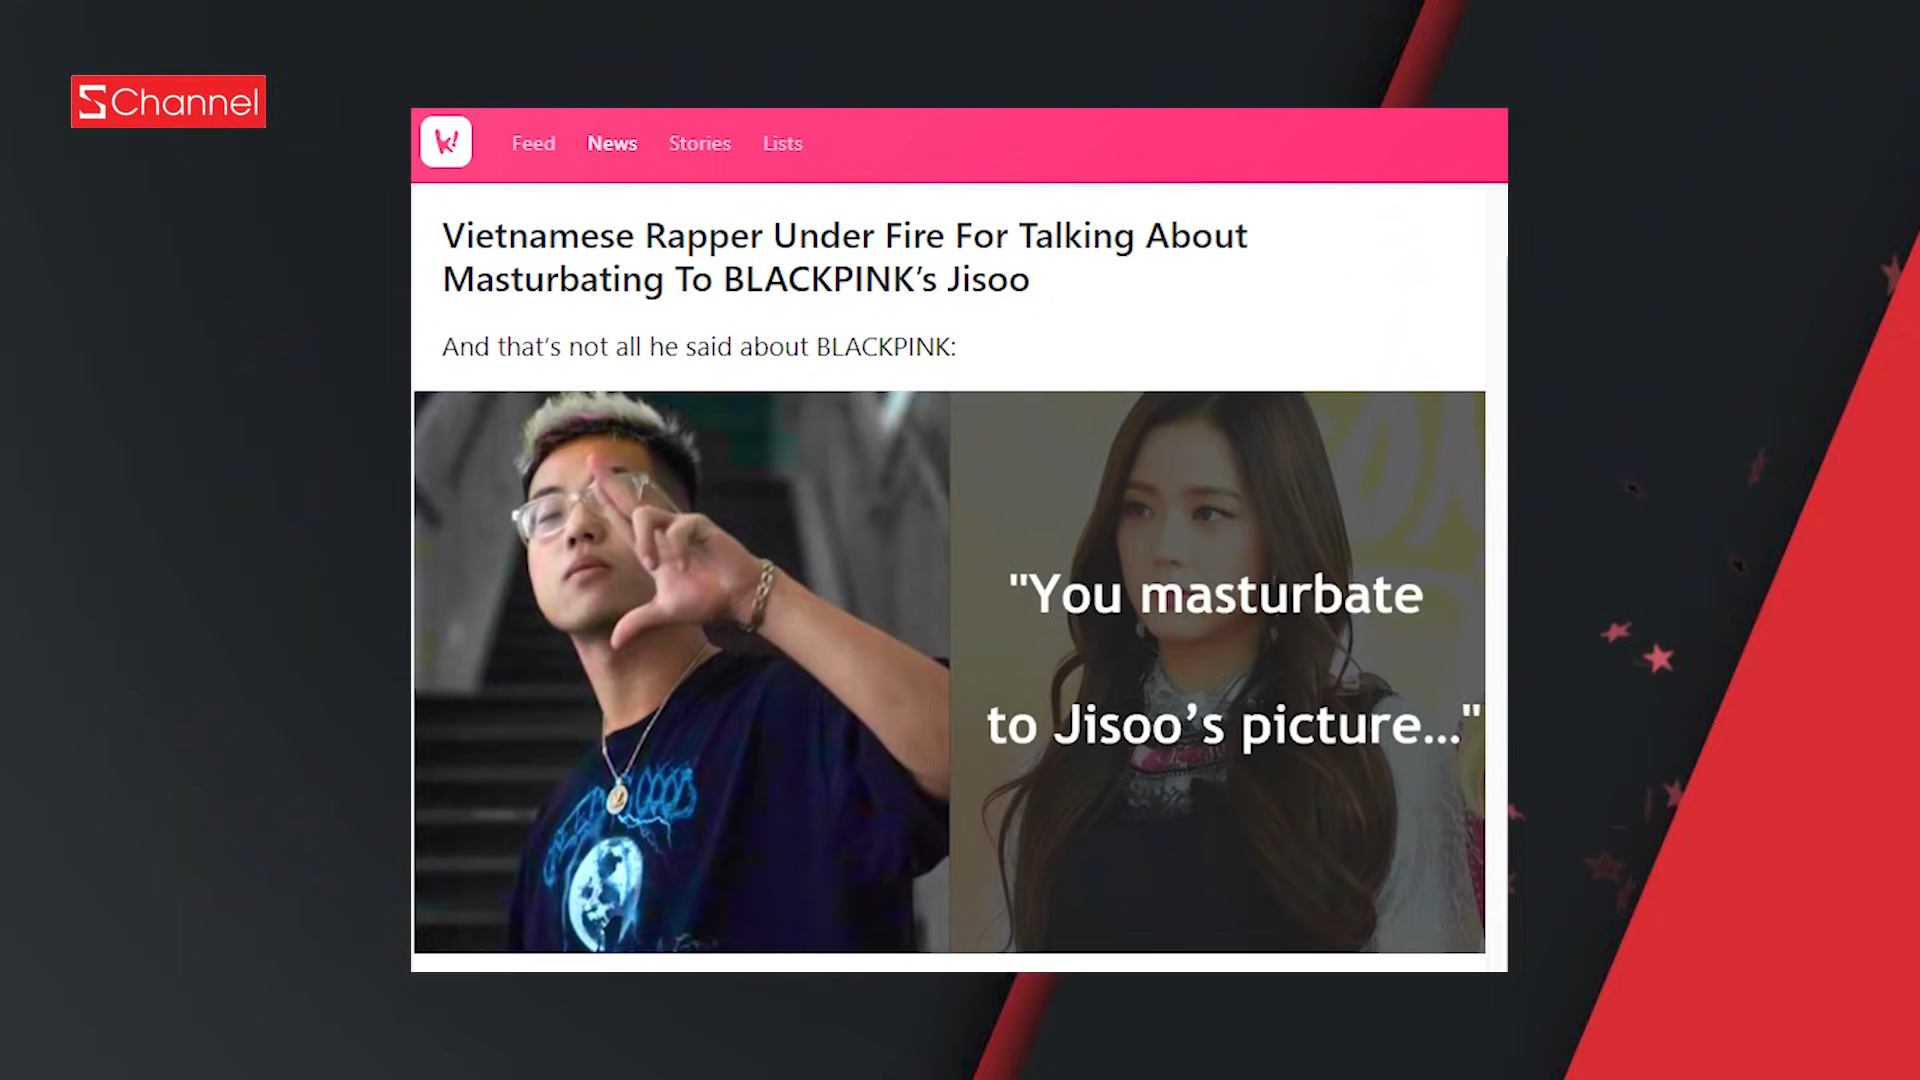 S Channel
k!
Feed News Stories Lists
Vietnamese Rapper Under Fire For Talking About
Masturbating To BLACKPINK’s Jisoo
And that’s not all he said about BLACKPINK:
"You masturbate
to Jisoo’s picture..."